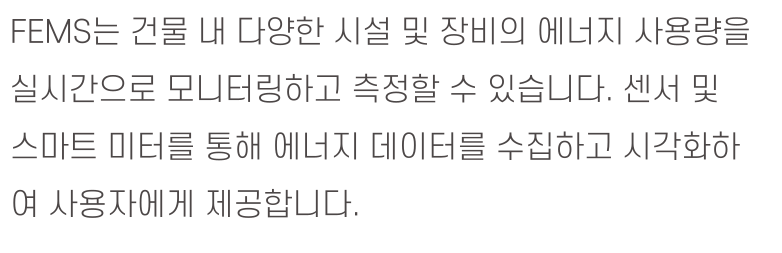 FEMS는 건물 내 다양한 시설 및 장비의 에너지 사용량을
실시간으로 모니터링하고 측정할 수 있습니다. 센서 및
스마트 미터를 통해 에너지 데이터를 수집하고 시각화하
여 사용자에게 제공합니다.